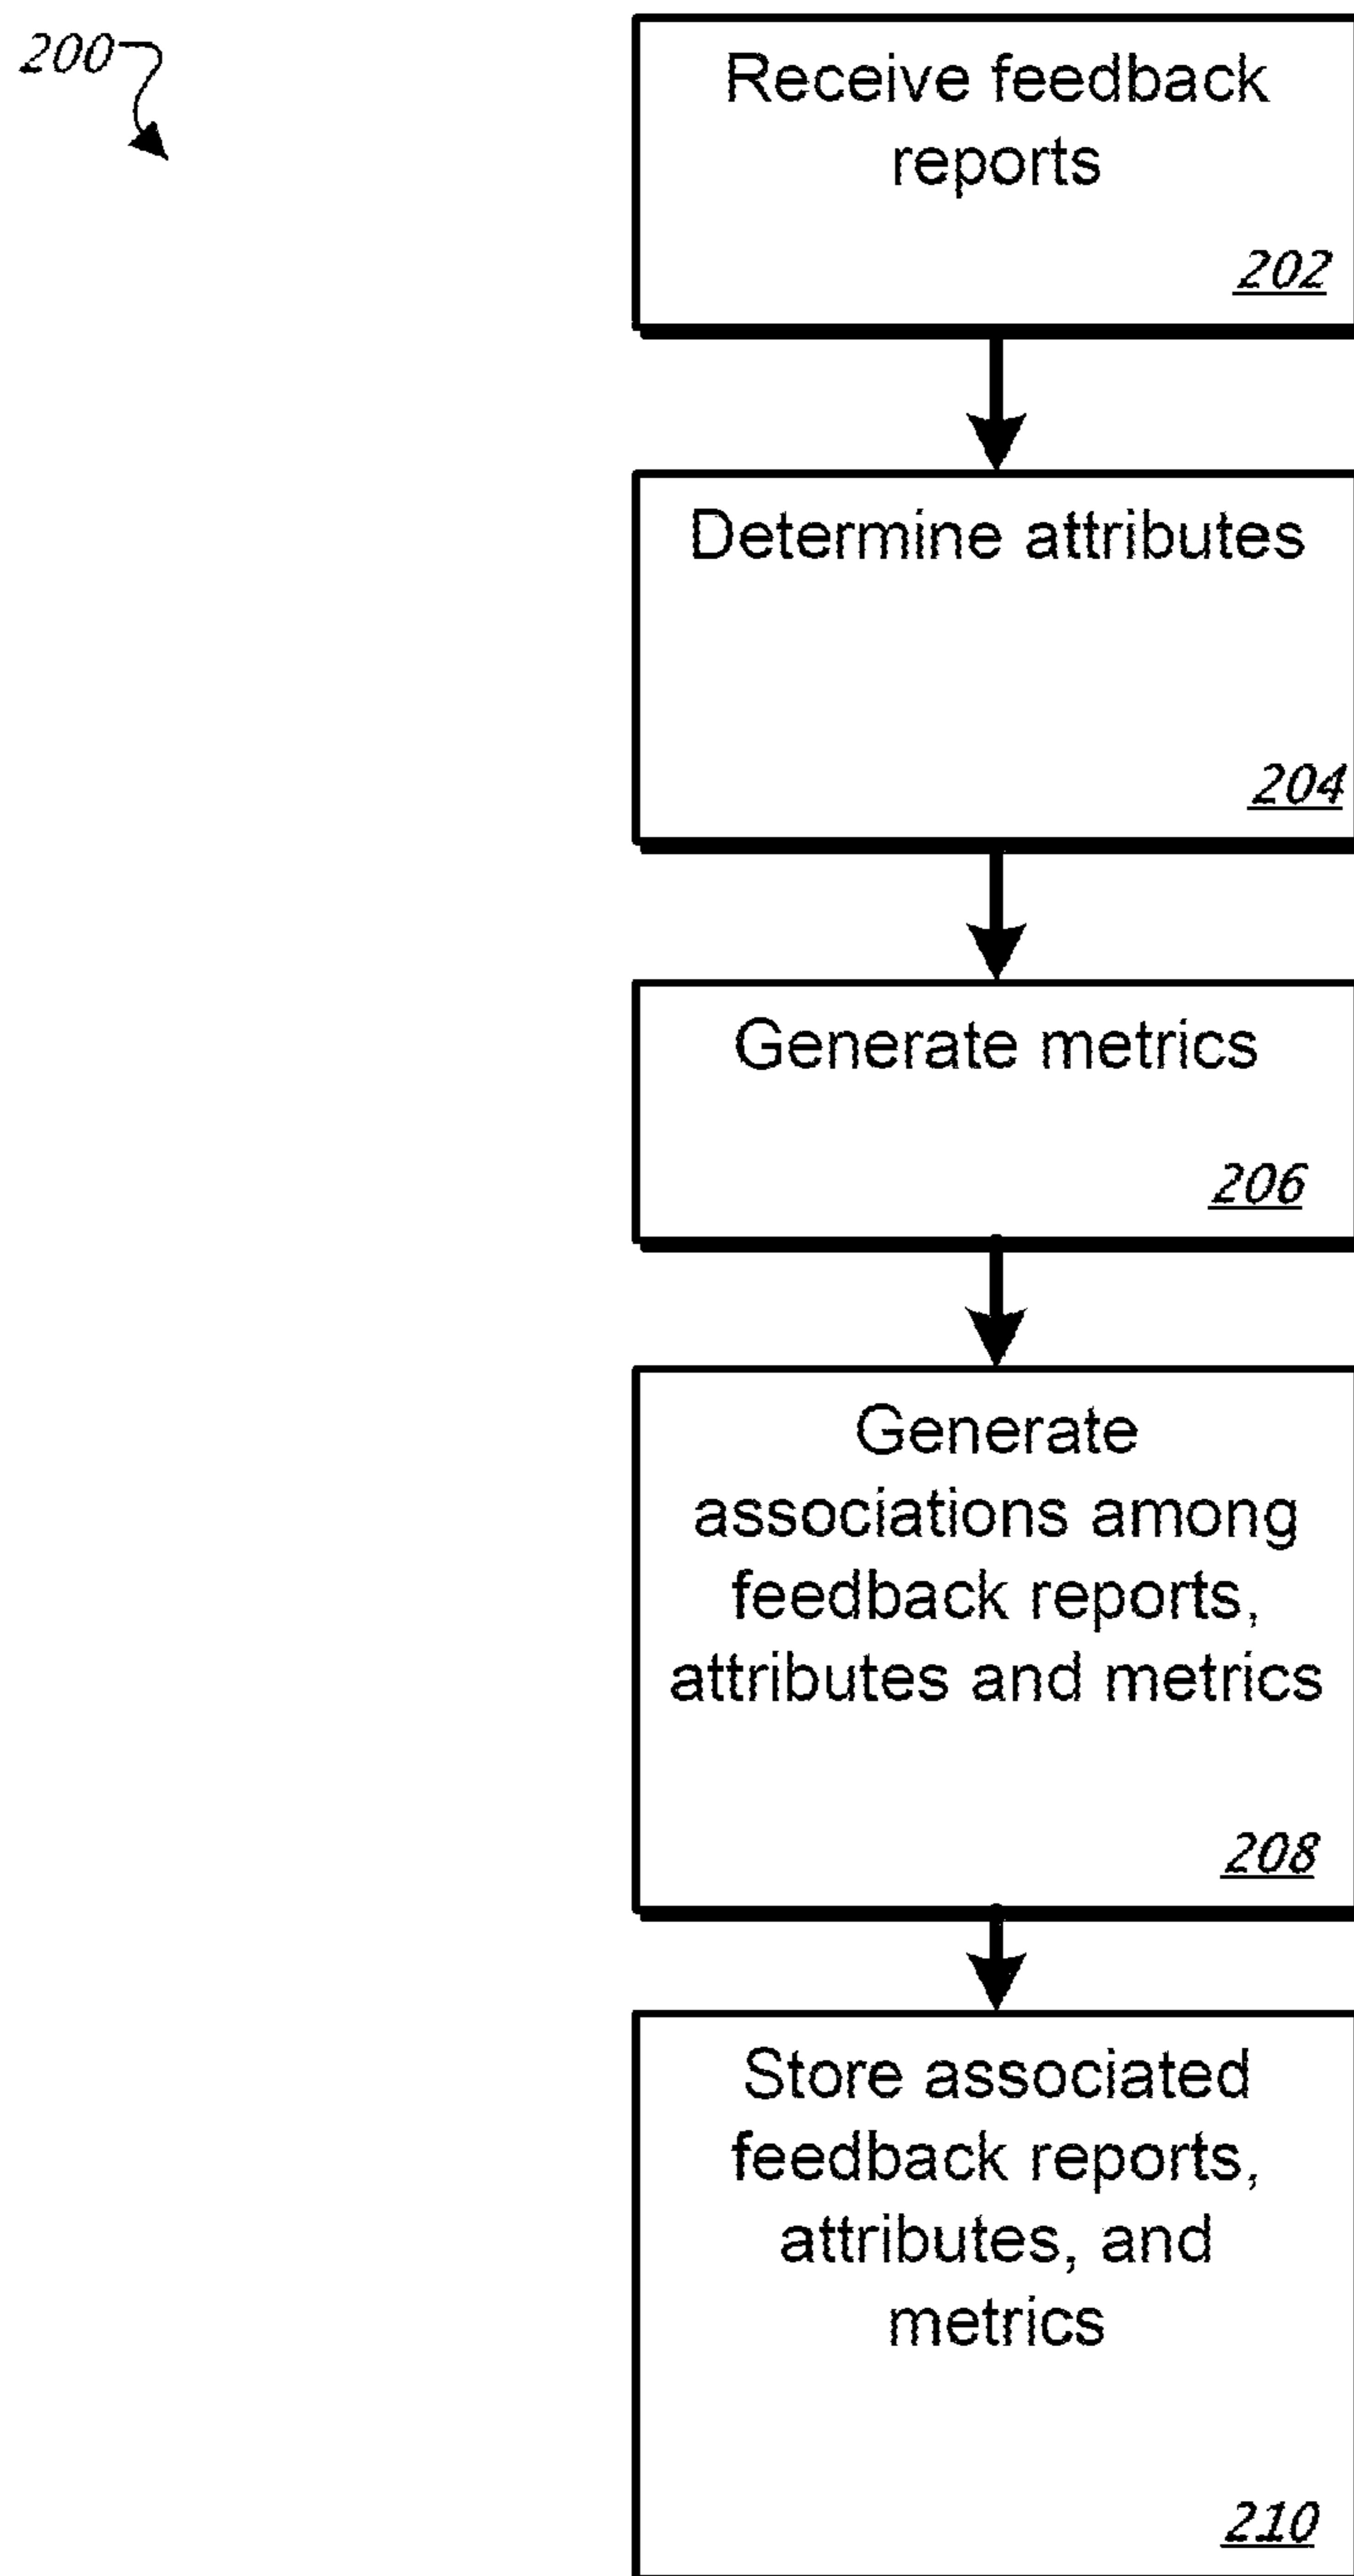 200
Receive feedback
reports
202
Determine attributes
204
Generate metrics
206
Generate
associations among
feedback reports,
attributes and metrics
208
Store associated
feedback reports,
attributes, and
metrics
210